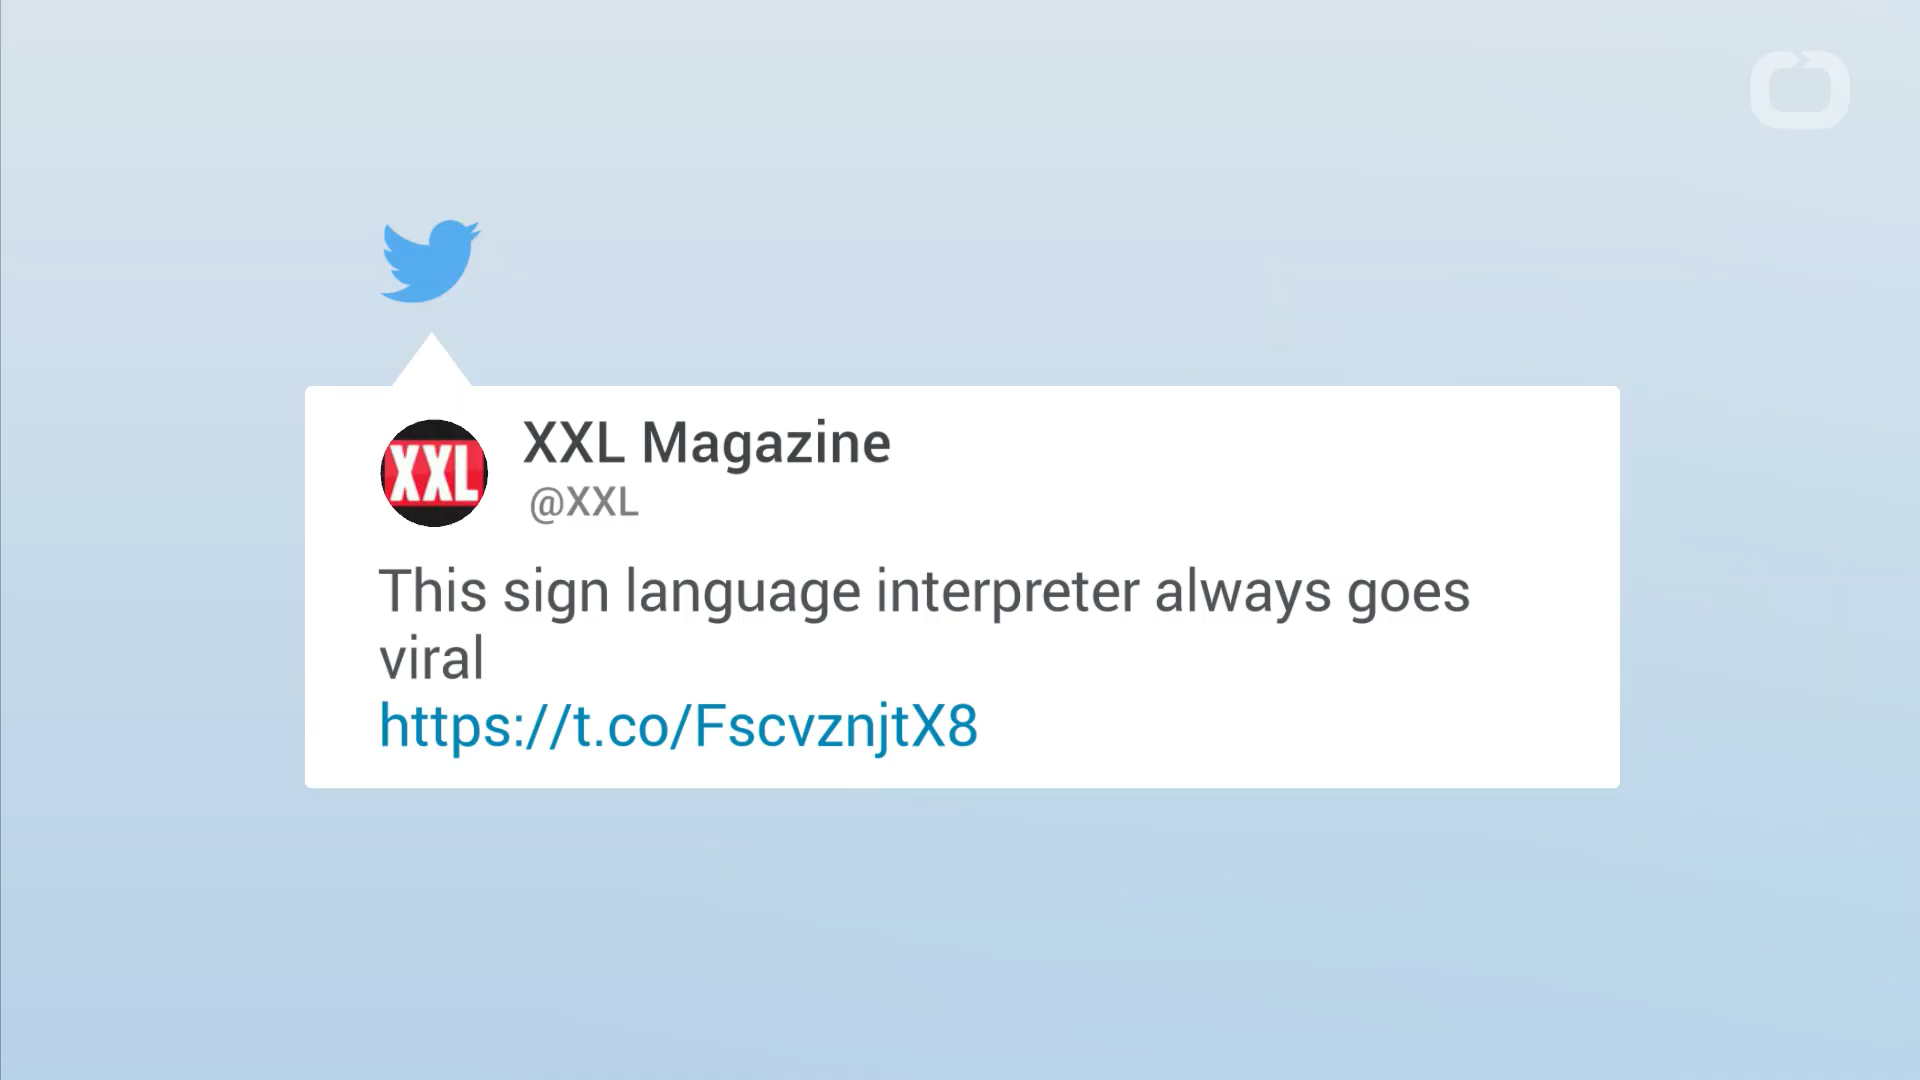 XXL
XXL Magazine
@XXL
This sign language interpreter always goes
viral
https://t.co/FscvznjtX8